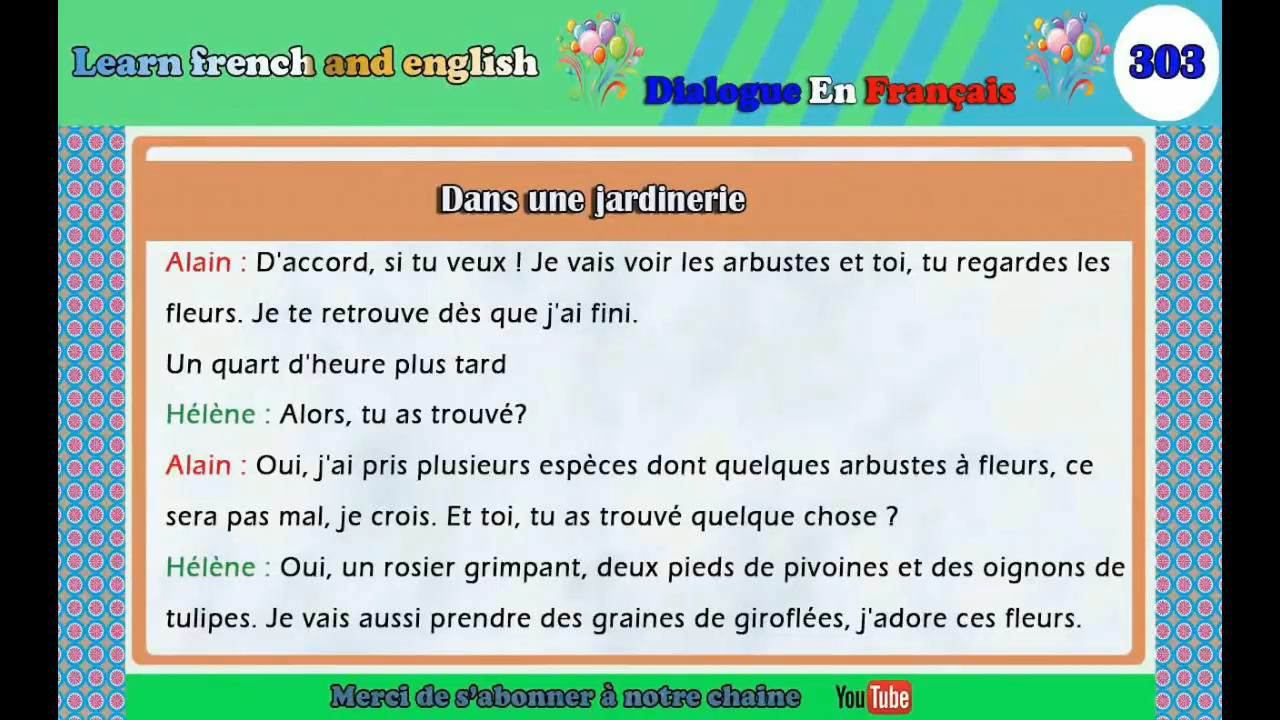 Learn french and english
Dialogue En Français
303
Dans une jardinerie
Alain : D'accord, si tu veux ! Je vais voir les arbustes et toi, tu regardes les
fleurs. Je te retrouve dès que j'ai fini.
Un quart d'heure plus tard
Hélène : Alors, tu as trouvé?
Alain : Oui, j'ai pris plusieurs espèces dont quelques arbustes à fleurs, ce
sera pas mal, je crois. Et toi, tu as trouvé quelque chose ?
Hélène : Oui, un rosier grimpant, deux pieds de pivoines et des oignons de
tulipes. Je vais aussi prendre des graines de giroflées, j'adore ces fleurs.
Merci de s'abonner à notre chaine YouTube